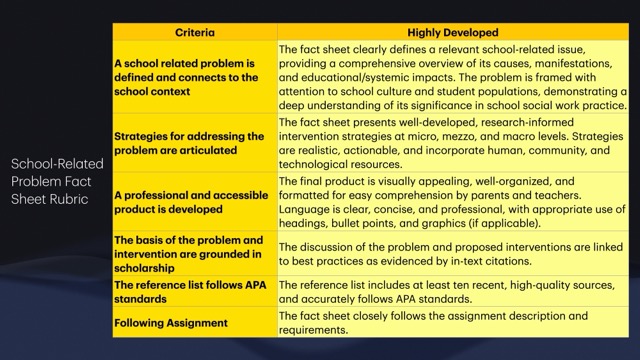 School-Related
Problem Fact
Sheet Rubric
Criteria
Highly Developed
A school related problem is
defined and connects to the
school context
The fact sheet clearly defines a relevant school-related issue,
providing a comprehensive overview of its causes, manifestations,
and educational/systemic impacts. The problem is framed with
attention to school culture and student populations, demonstrating a
deep understanding of its significance in school social work practice.
Strategies for addressing the
problem are articulated
The fact sheet presents well-developed, research-informed
intervention strategies at micro, mezzo, and macro levels. Strategies
are realistic, actionable, and incorporate human, community, and
technological resources.
A professional and accessible
product is developed
The final product is visually appealing, well-organized, and
formatted for easy comprehension by parents and teachers.
Language is clear, concise, and professional, with appropriate use of
headings, bullet points, and graphics (if applicable).
The basis of the problem and
intervention are grounded in
scholarship
The discussion of the problem and proposed interventions are linked
to best practices as evidenced by in-text citations.
The reference list follows APA
standards
The reference list includes at least ten recent, high-quality sources,
and accurately follows APA standards.
Following Assignment
The fact sheet closely follows the assignment description and
requirements.